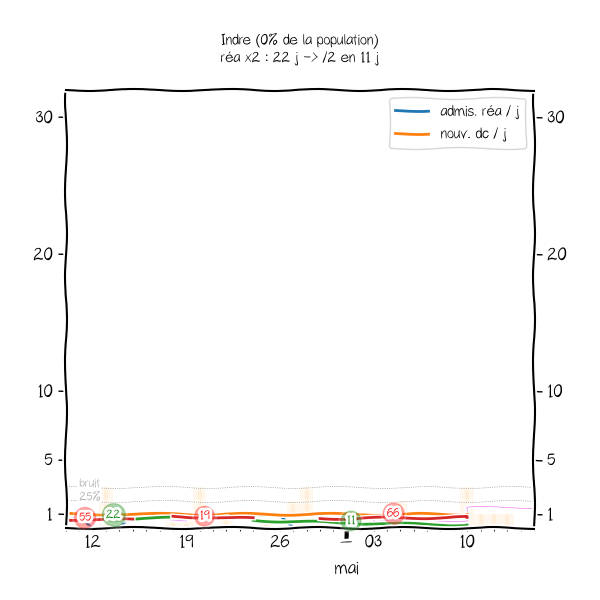 Indre (0% de la population)
réa x2 : 22 j -> /2 en 11 j
admis. réa / j
nouv. dc / j
30 30
20 20
10 10
5 5
bruit
25%
1 1
55 22 19 11 66
12 19 26 03 10
mai